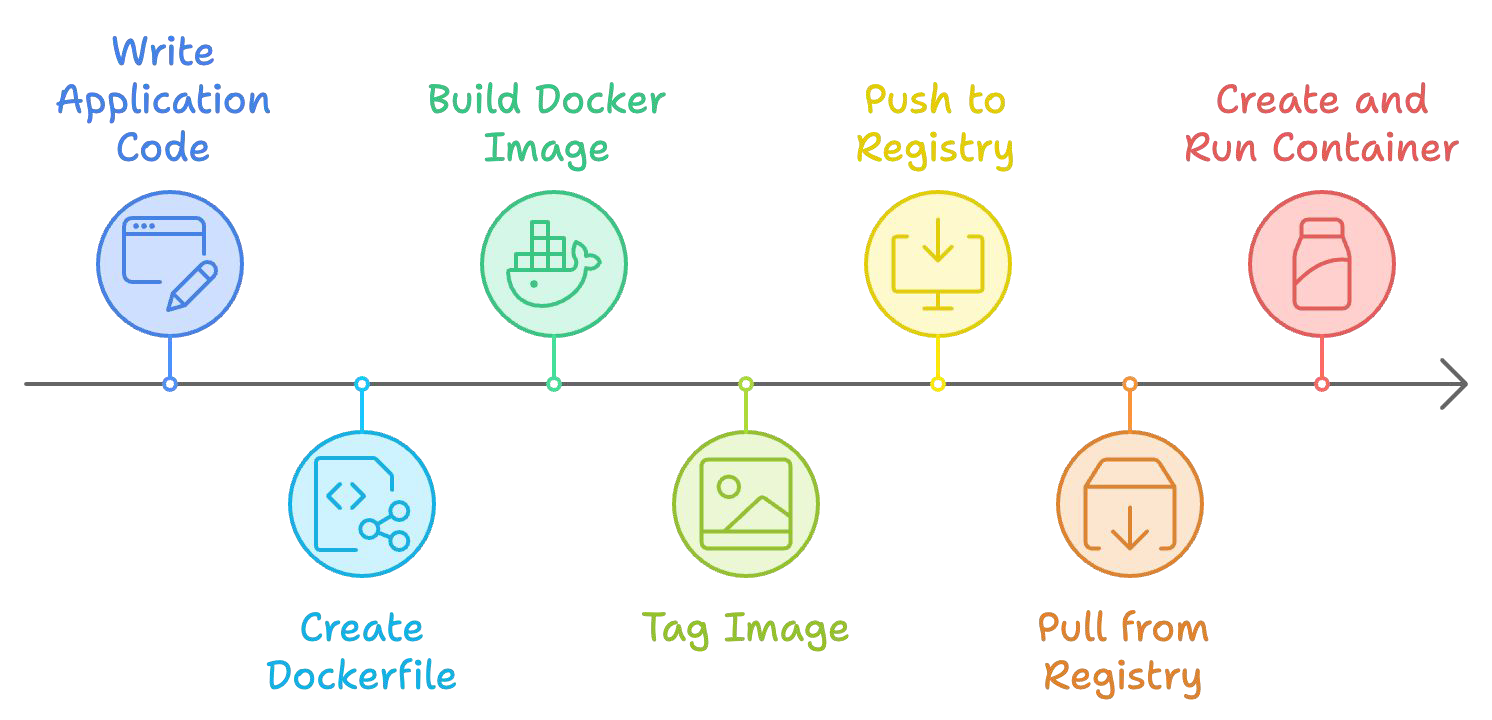 Write
Application
Code
Create
Dockerfile
Build Docker
Image
Tag Image
Push to
Registry
Pull from
Registry
Create and
Run Container